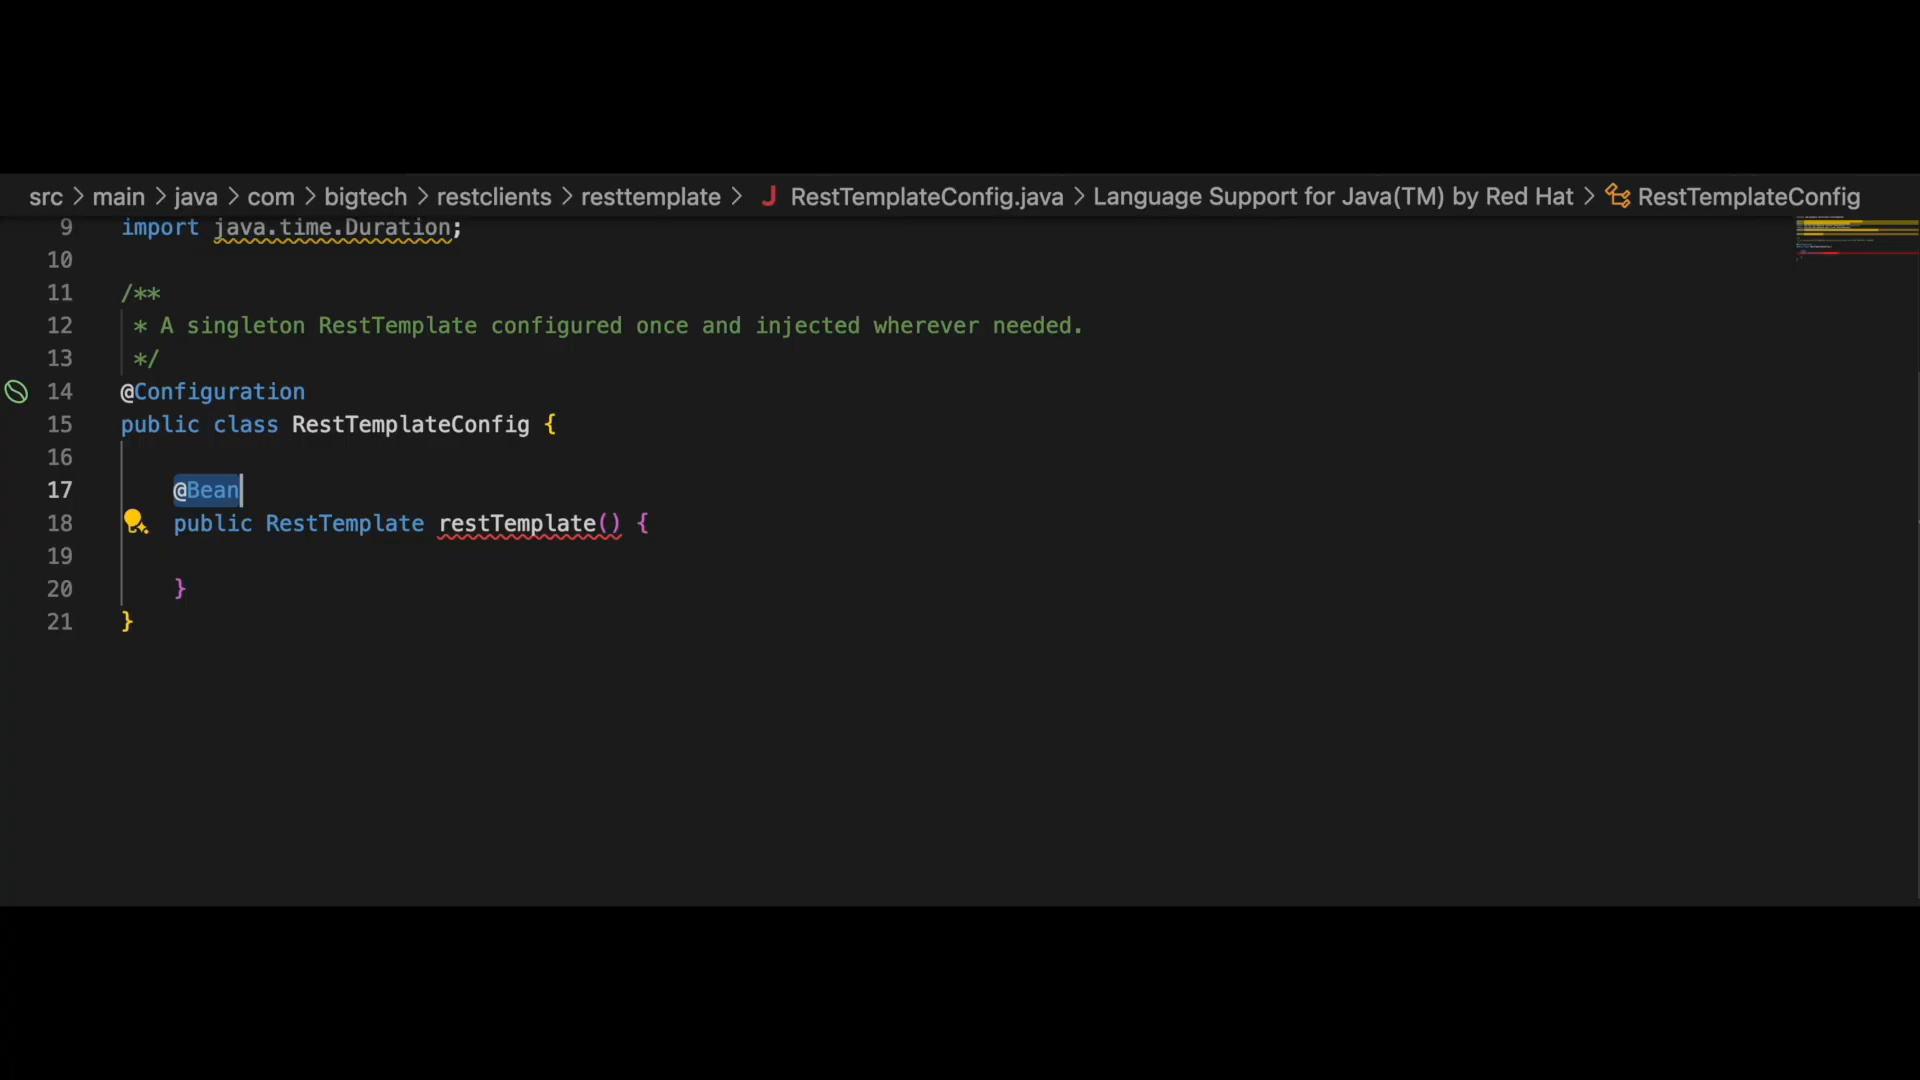 src > main > java > com > bigtech > restclients > resttemplate > J RestTemplateConfig.java > Language Support for Java(TM) by Red Hat > RestTemplateConfig
9 import java.time.Duration;
10
11 /**
12 * A singleton RestTemplate configured once and injected wherever needed.
13 */
14 @Configuration
15 public class RestTemplateConfig {
16
17 @Bean
18 public RestTemplate restTemplate() {
19
20 }
21 }